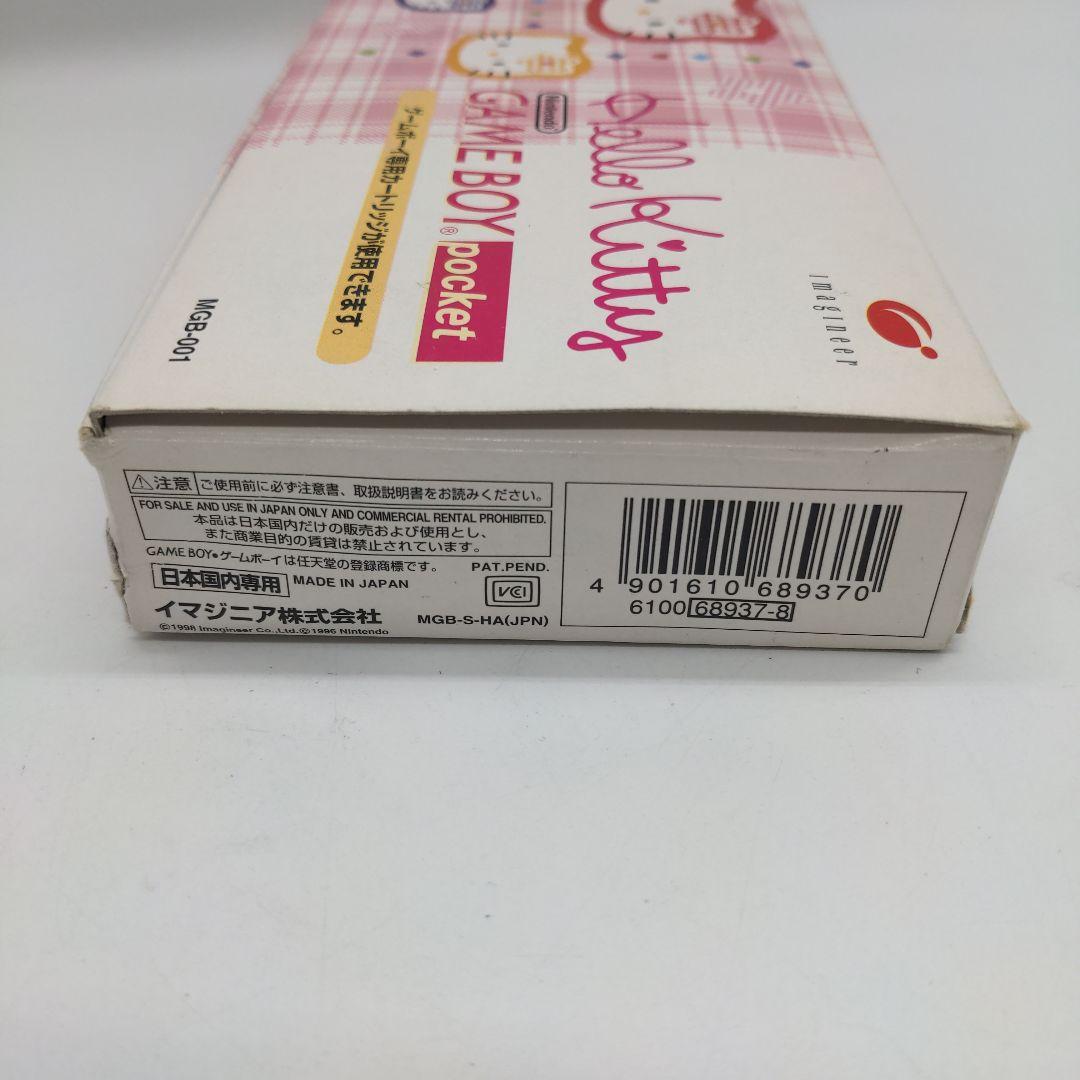 Hello Kitty
Nintendo
GAME BOY® pocket
ゲームボーイ専用カートリッジが使用できます。
MGB-001
imagineer
⚠注意 ご使用前に必ず注意書、取扱説明書をお読みください。
FOR SALE AND USE IN JAPAN ONLY AND COMMERCIAL RENTAL PROHIBITED.
本品は日本国内だけの販売および使用とし、
また商業目的の賃貸は禁止されています。
GAME BOY•ゲームボーイは任天堂の登録商標です。 PAT.PEND.
日本国内専用 MADE IN JAPAN
VCI
イマジニア株式会社 MGB-S-HA(JPN)
©1998 Imagineer Co.,Ltd.©1996 Nintendo
4 901610 689370
6100 68937-8